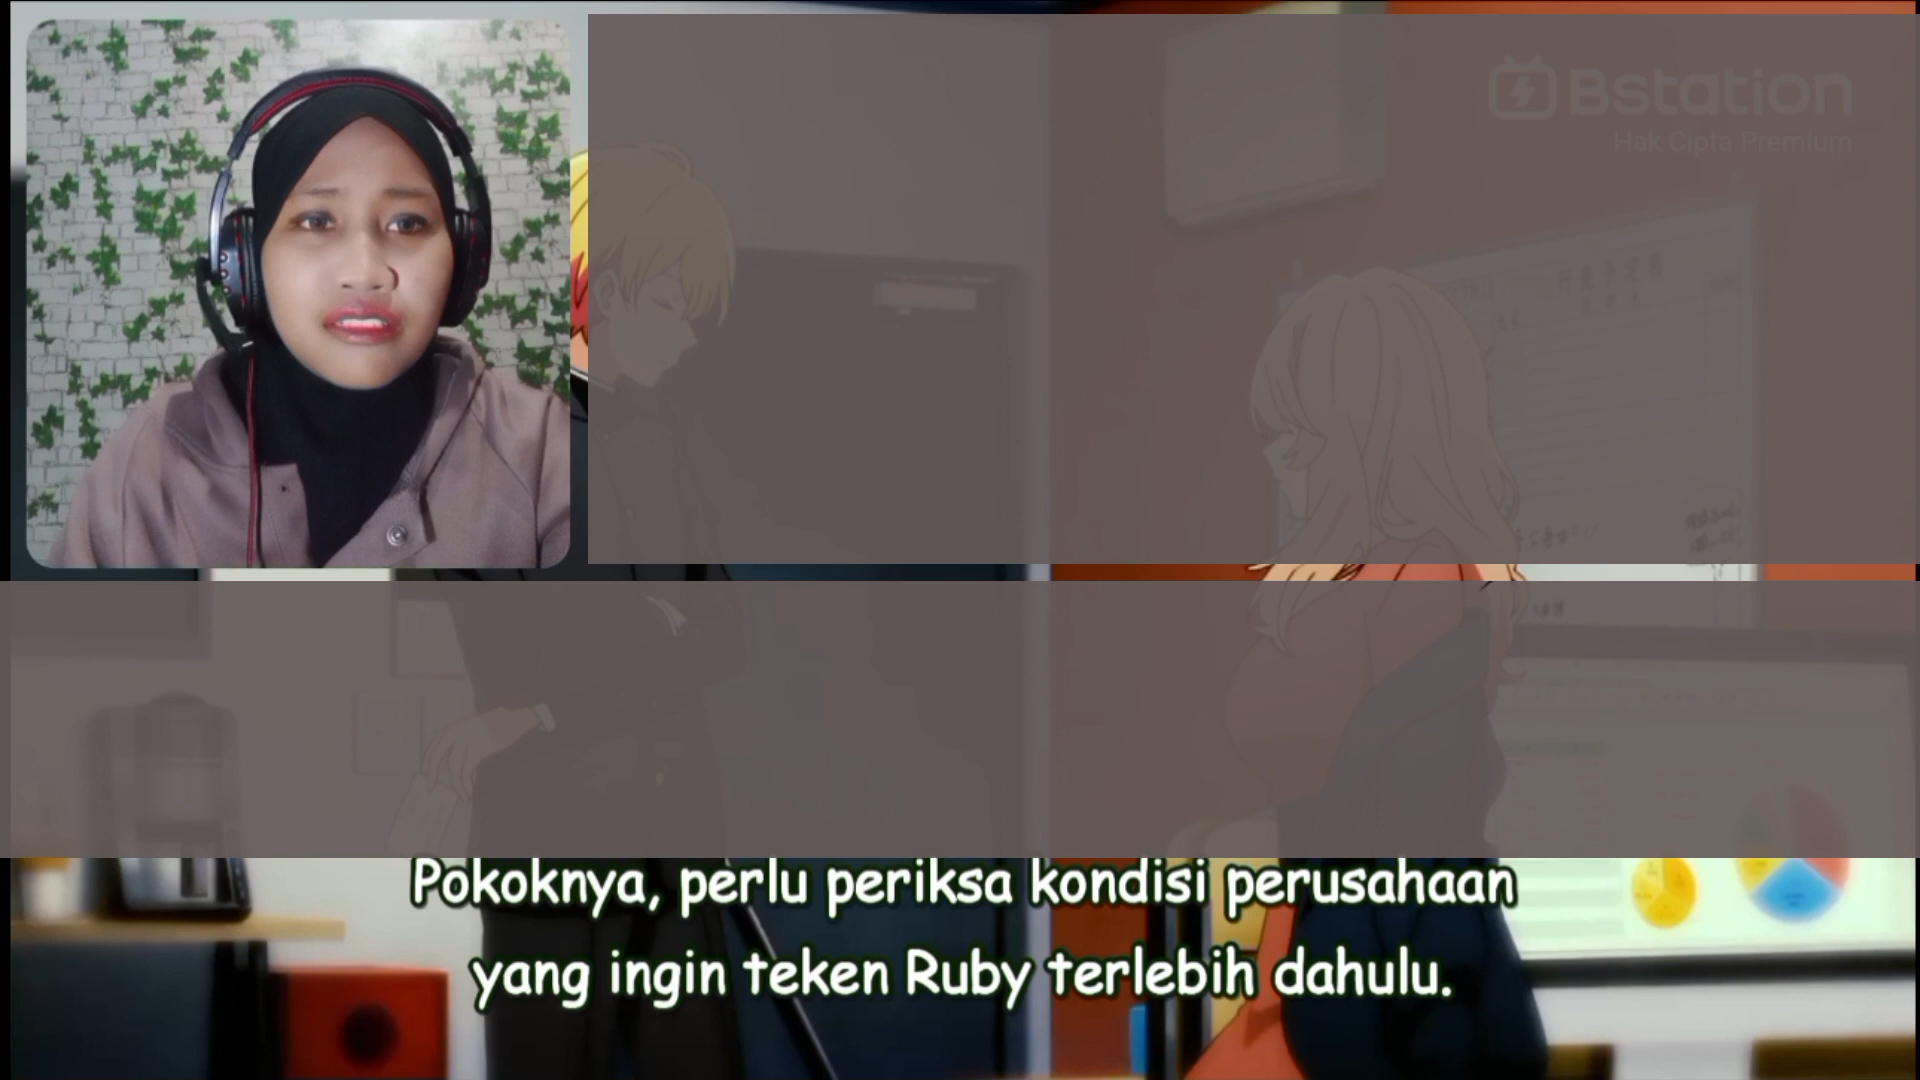 Bstation
Hak Cipta Premium
Pokoknya, perlu periksa kondisi perusahaan
yang ingin teken Ruby terlebih dahulu.